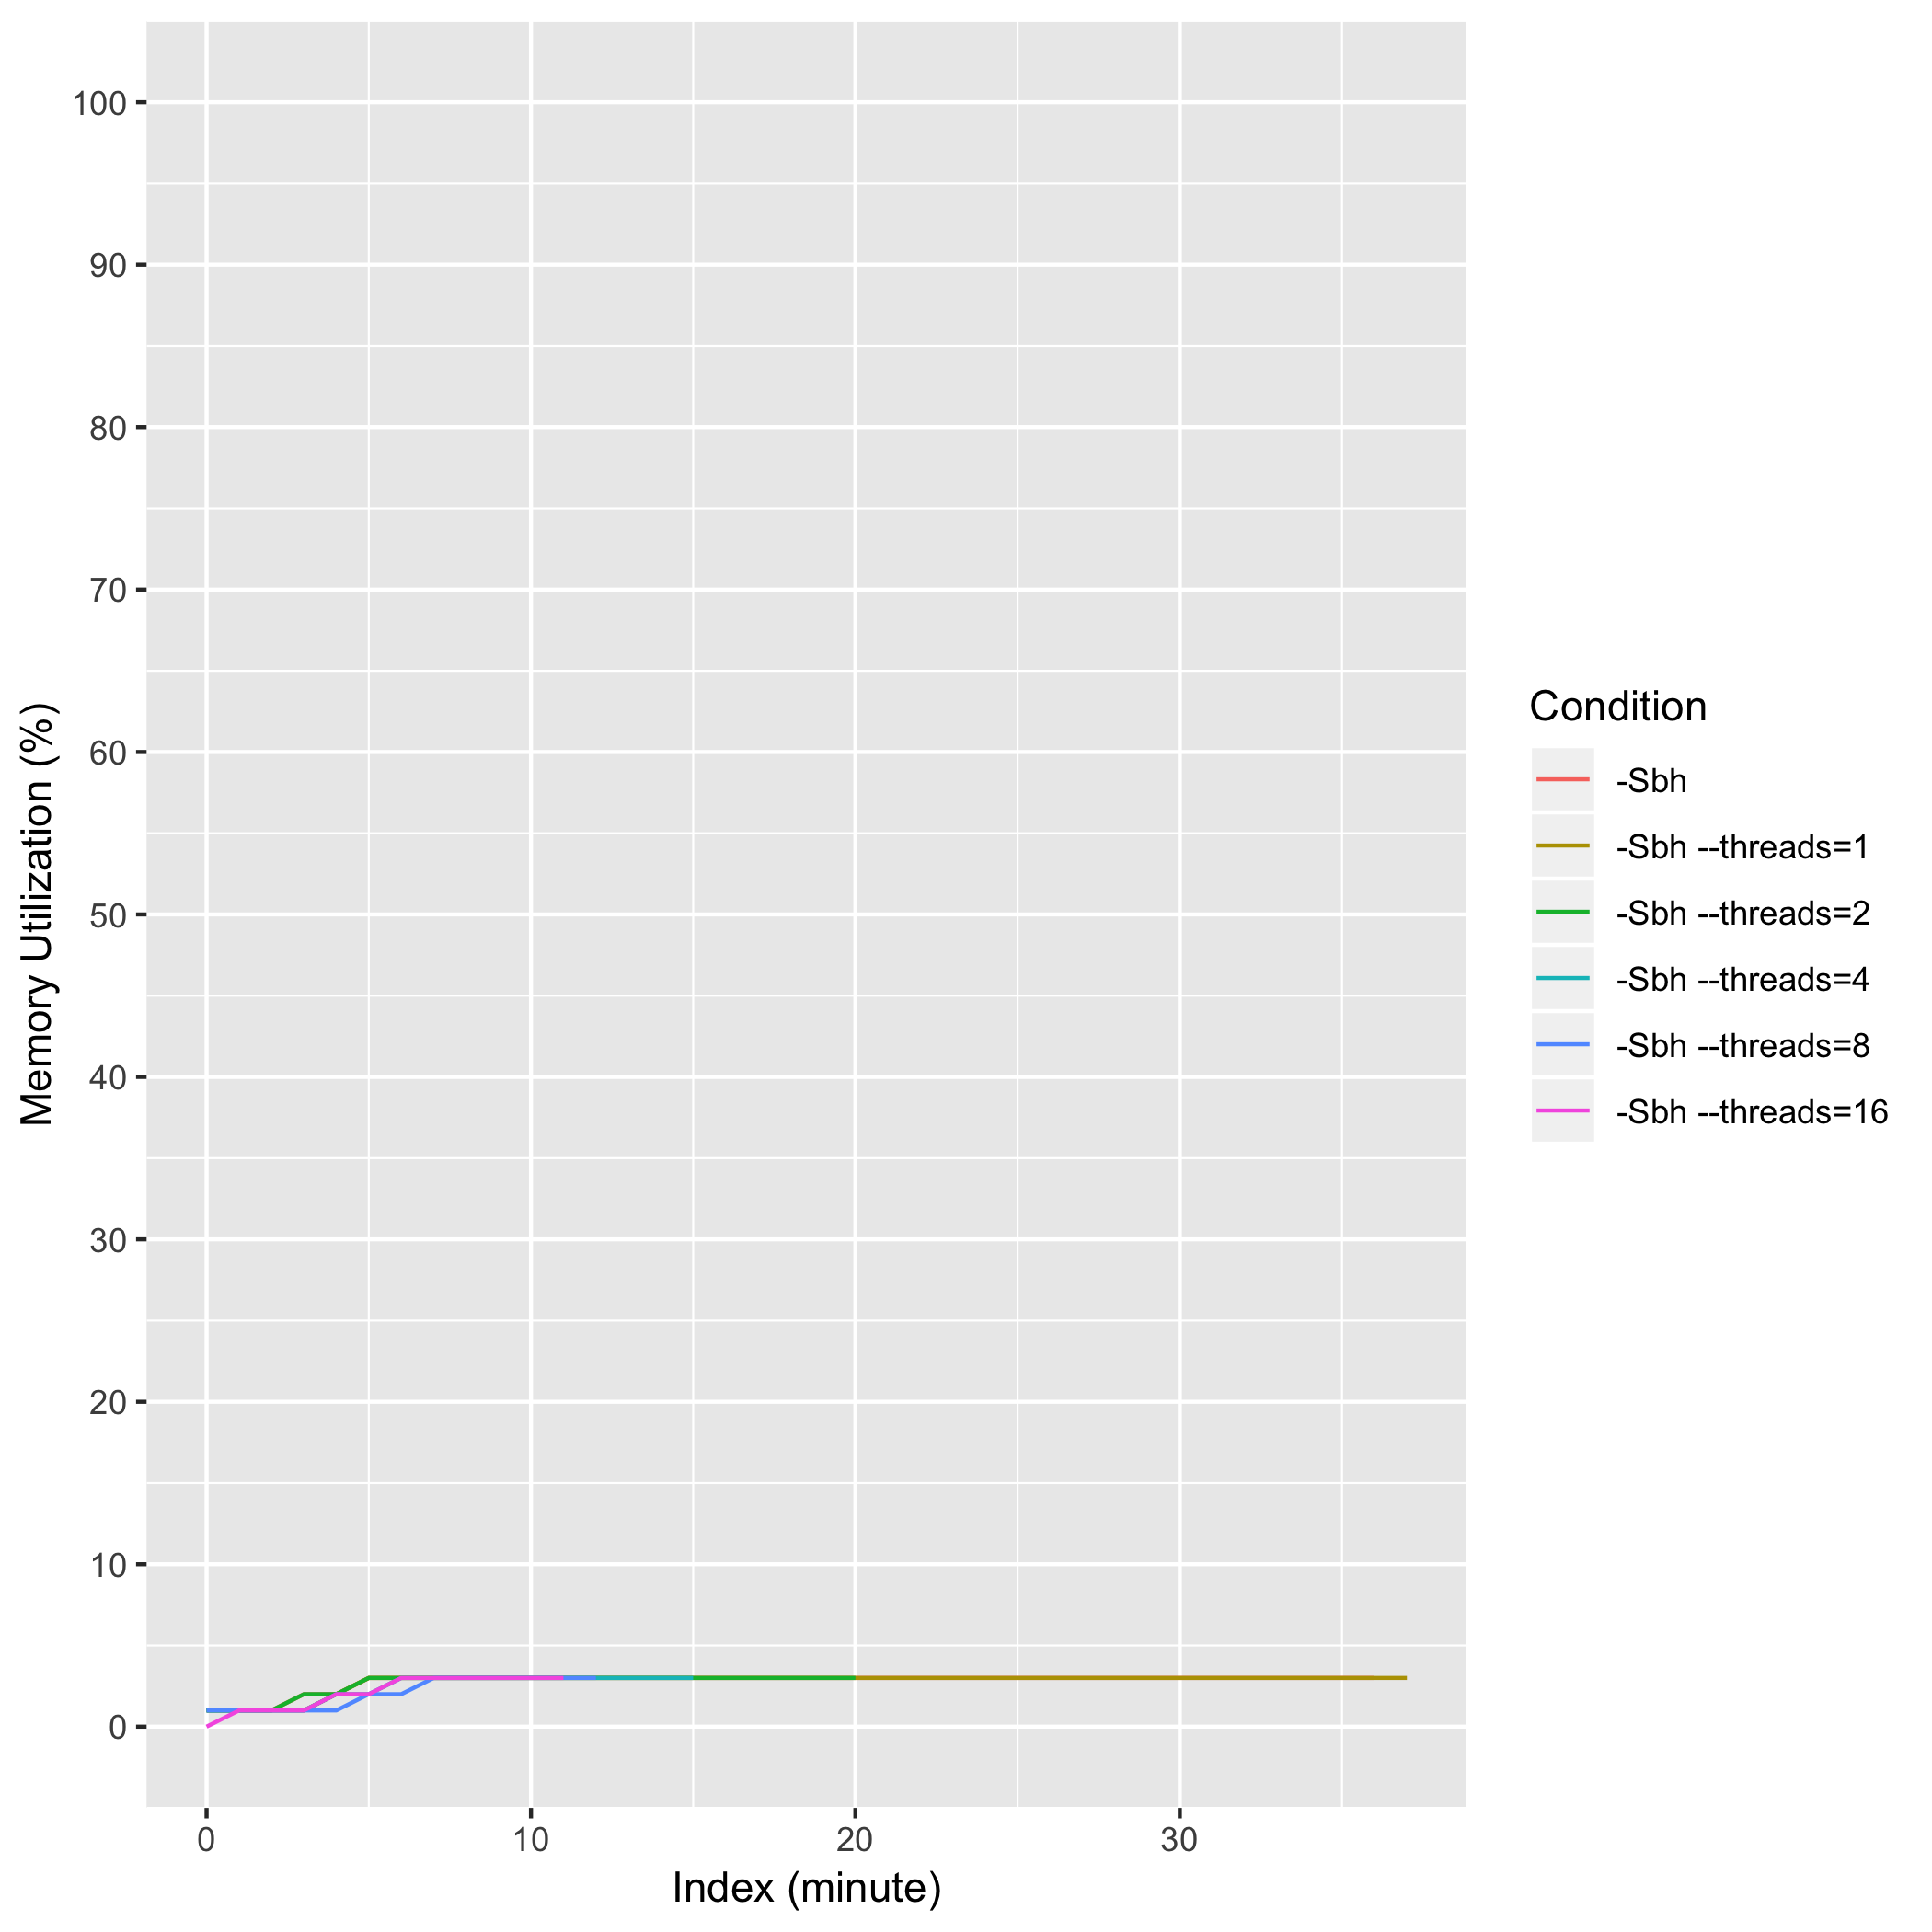 Memory Utilization (%)
100
90
80
70
60
50
40
30
20
10
0
0 10 20 30
Index (minute)
Condition
-Sbh
-Sbh --threads=1
-Sbh --threads=2
-Sbh --threads=4
-Sbh --threads=8
-Sbh --threads=16